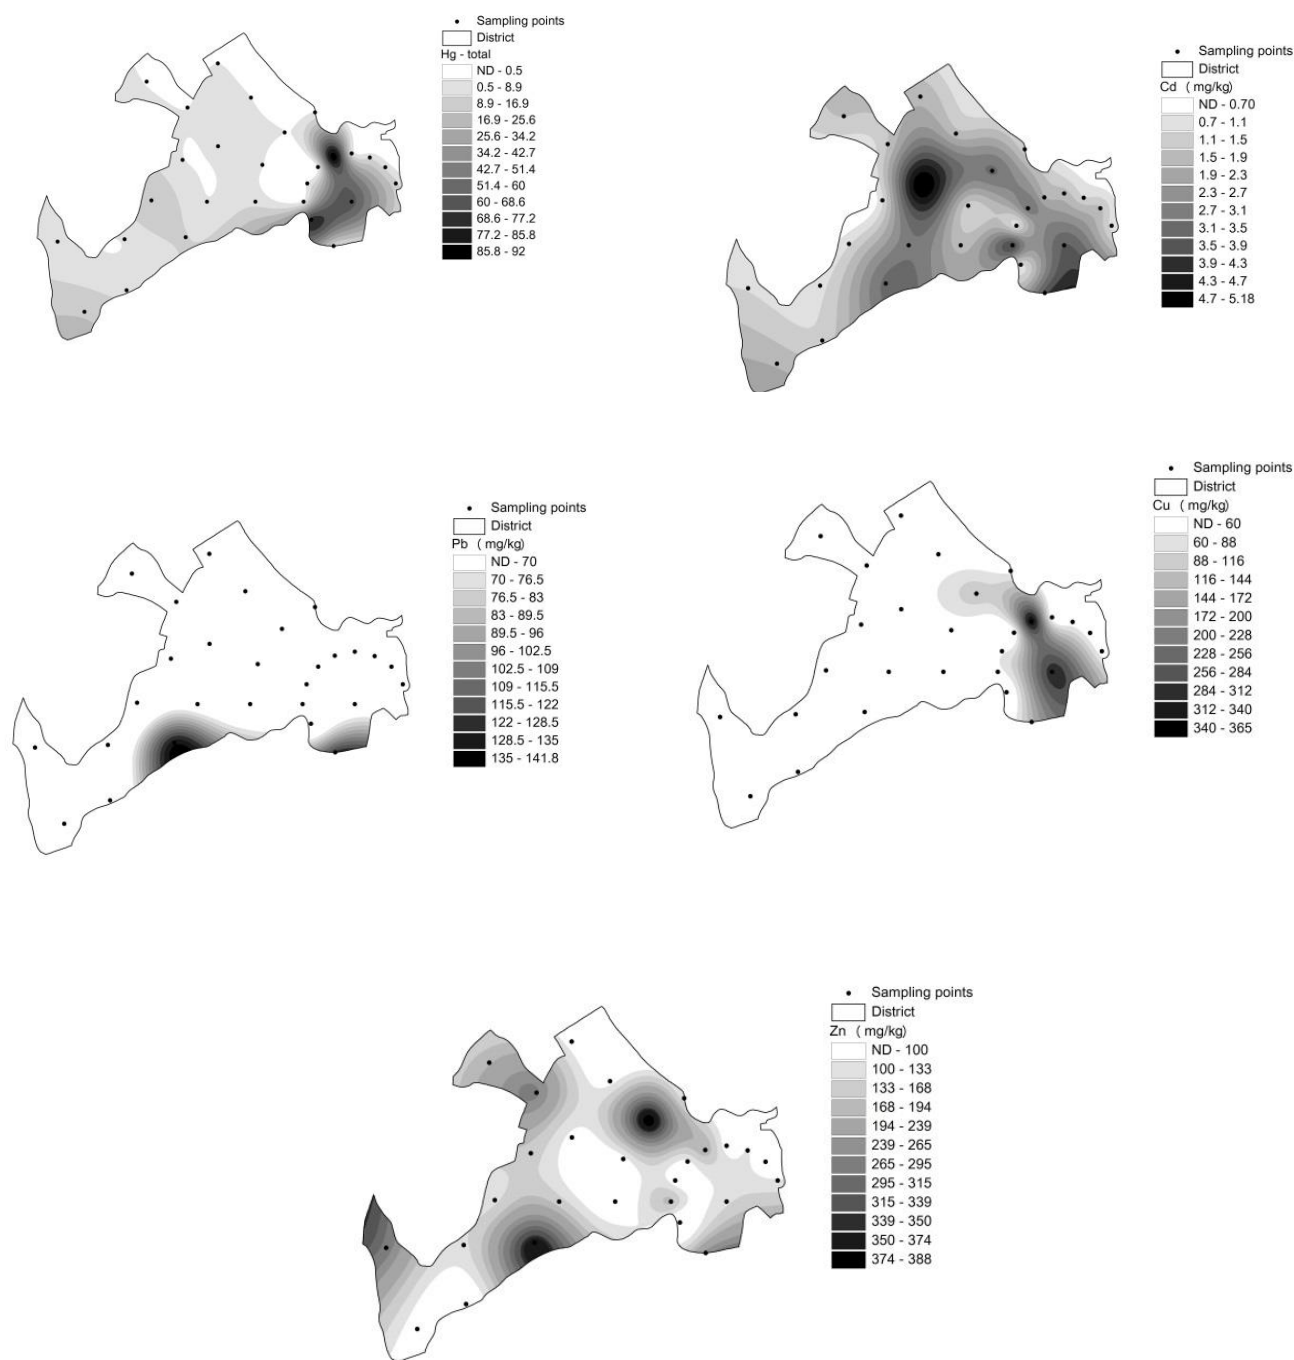 Sampling points
District
Hg - total
ND - 0.5
0.5 - 8.9
8.9 - 16.9
16.9 - 25.6
25.6 - 34.2
34.2 - 42.7
42.7 - 51.4
51.4 - 60
60 - 68.6
68.6 - 77.2
77.2 - 85.8
85.8 - 92
Sampling points
District
Cd ( mg/kg)
ND - 0.70
0.7 - 1.1
1.1 - 1.5
1.5 - 1.9
1.9 - 2.3
2.3 - 2.7
2.7 - 3.1
3.1 - 3.5
3.5 - 3.9
3.9 - 4.3
4.3 - 4.7
4.7 - 5.18
Sampling points
District
Pb ( mg/kg)
ND - 70
70 - 76.5
76.5 - 83
83 - 89.5
89.5 - 96
96 - 102.5
102.5 - 109
109 - 115.5
115.5 - 122
122 - 128.5
128.5 - 135
135 - 141.8
Sampling points
District
Cu ( mg/kg)
ND - 60
60 - 88
88 - 116
116 - 144
144 - 172
172 - 200
200 - 228
228 - 256
256 - 284
284 - 312
312 - 340
340 - 365
Sampling points
District
Zn ( mg/kg)
ND - 100
100 - 133
133 - 168
168 - 194
194 - 239
239 - 265
265 - 295
295 - 315
315 - 339
339 - 350
350 - 374
374 - 388